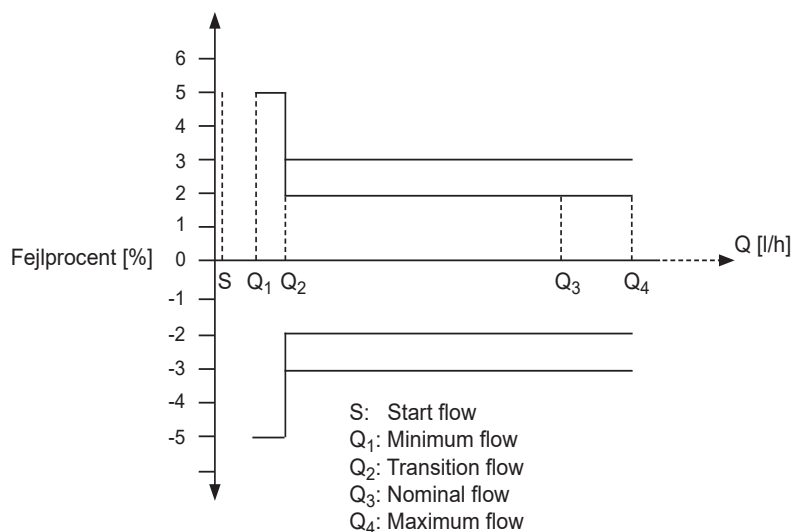 6
5
4
3
2
1
Fejlprocent [%] 0
Q [l/h]
S Q₁ Q₂ Q₃ Q₄
-1
-2
-3
-4
-5
S: Start flow
Q₁: Minimum flow
Q₂: Transition flow
Q₃: Nominal flow
Q₄: Maximum flow